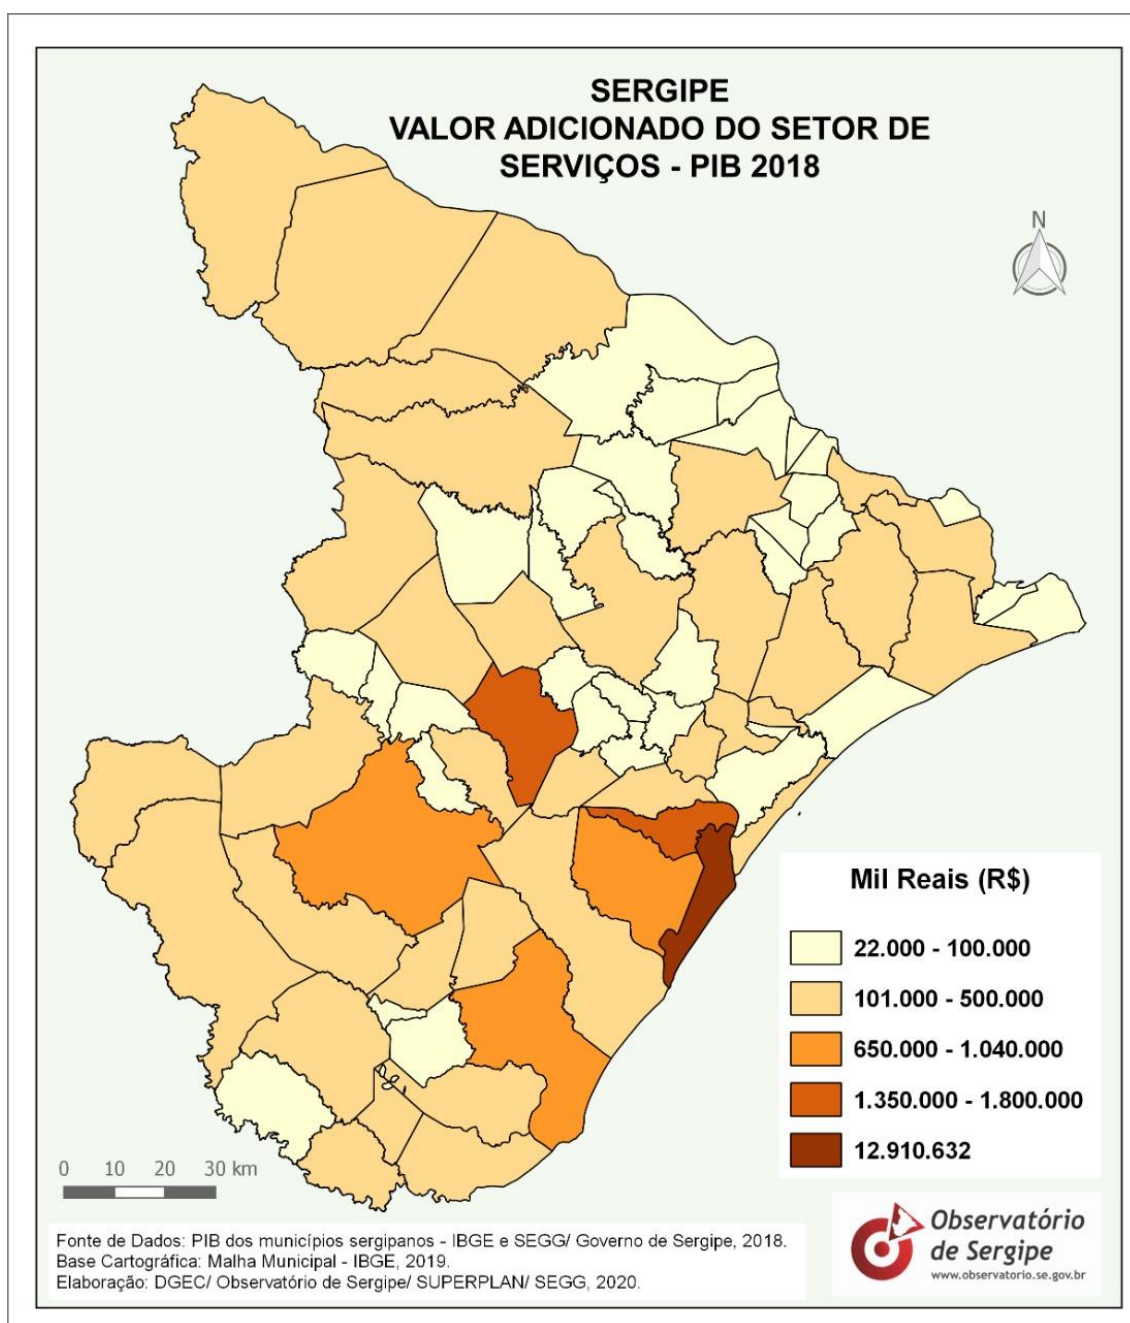 SERGIPE
VALOR ADICIONADO DO SETOR DE
SERVIÇOS - PIB 2018
N
Mil Reais (R$)
22.000 - 100.000
101.000 - 500.000
650.000 - 1.040.000
1.350.000 - 1.800.000
12.910.632
0 10 20 30 km
Fonte de Dados: PIB dos municípios sergipanos - IBGE e SEGG/ Governo de Sergipe, 2018.
Base Cartográfica: Malha Municipal - IBGE, 2019.
Elaboração: DGEC/ Observatório de Sergipe/ SUPERPLAN/ SEGG, 2020.
Observatório
de Sergipe
www.observatorio.se.gov.br